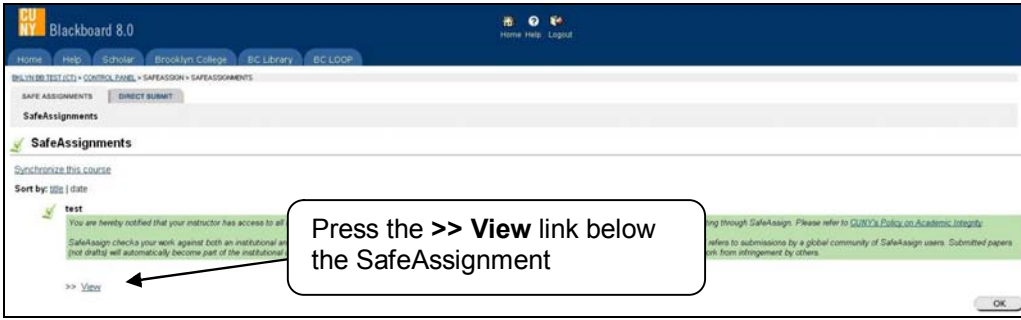 CU
NY Blackboard 8.0
Home Help Logout
Home Help Scholar Brooklyn College BC Library BC LOOP
BKLYN BB TEST (CT) > CONTROL PANEL > SAFEASSIGN > SAFEASSIGNMENTS
SAFE ASSIGNMENTS DIRECT SUBMIT
SafeAssignments
SafeAssignments
Synchronize this course
Sort by: title | date
test
You are hereby notified that your instructor has access to all ting through SafeAssign. Please refer to CUNY's Policy on Academic Integrity
SafeAssign checks your work against both an institutional an refers to submissions by a global community of SafeAssign users. Submitted papers
(not drafts) will automatically become part of the institutional ork from infringement by others.
Press the >> View link below
the SafeAssignment
>> View
OK